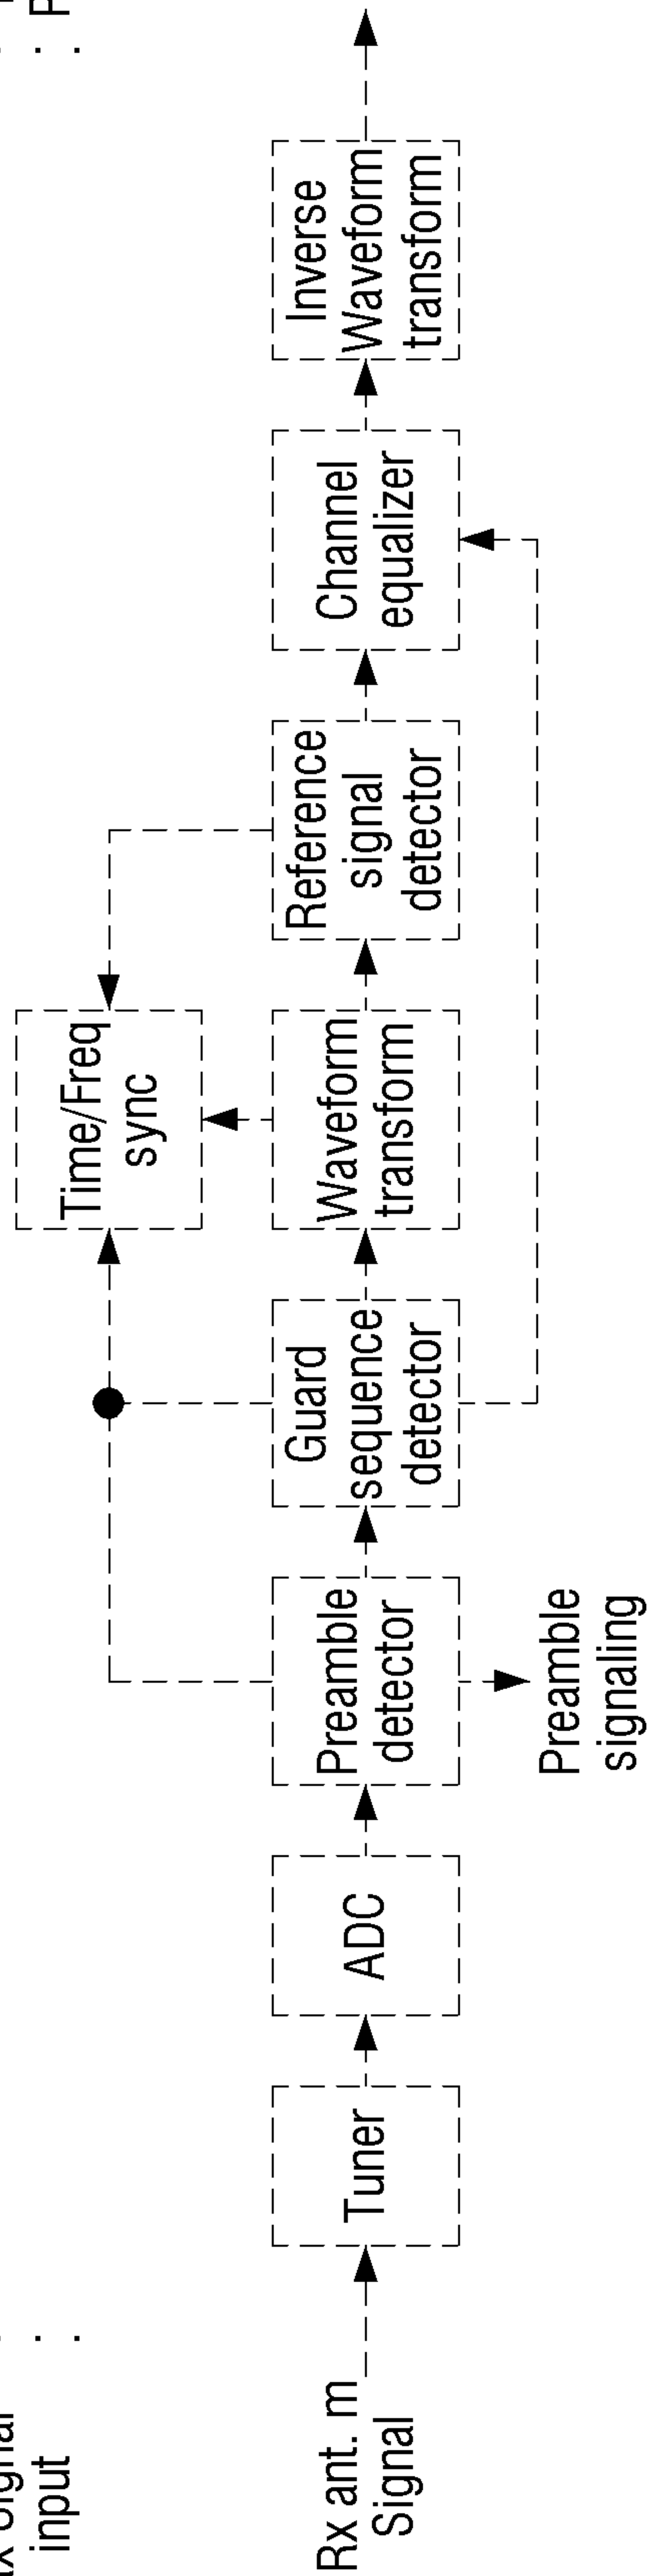 input
Time/Freq
sync
Rx ant. m
Signal
Tuner
ADC
Preamble
detector
Guard
sequence
detector
Waveform
transform
Reference
signal
detector
Channel
equalizer
Inverse
Waveform
transform
Preamble
signaling